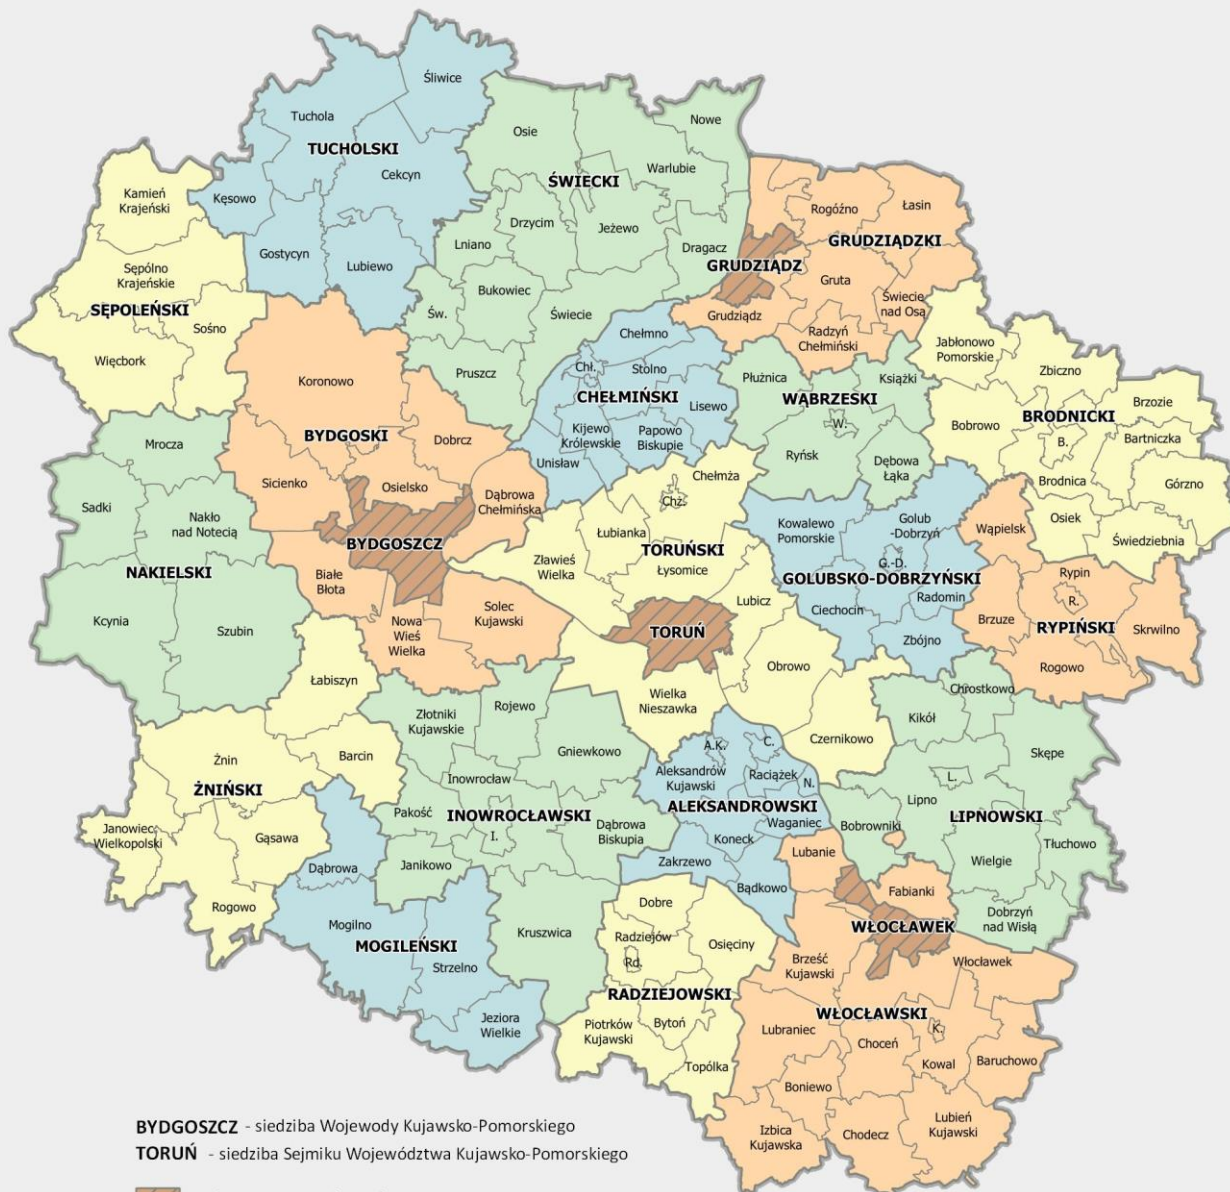 Śliwice
Tuchola
TUCHOLSKI
Cekcyn
Kęsowo
Gostycyn
Lubiewo
Osie
Nowe
Warlubie
ŚWIECKI
Drzycim
Jeżewo
Lniano
Dragacz
Bukowiec
Św.
Świecie
Pruszcz
Kamień
Krajeński
Sępólno
Krajeńskie
SĘPOLEŃSKI
Sośno
Więcbork
Rogóźno
Łasin
GRUDZIĄDZKI
GRUDZIĄDZ
Gruta
Świecie
nad Osą
Grudziądz
Radzyń
Chełmiński
Chełmno
Chł.
Stolno
CHEŁMIŃSKI
Lisewo
Kijewo
Królewskie
Papowo
Biskupie
Unisław
Płużnica
Książki
WĄBRZESKI
W.
Ryńsk
Dębowa
Łąka
Jabłonowo
Pomorskie
Zbiczno
Brzozie
BRODNICKI
Bobrowo
B.
Bartniczka
Brodnica
Górzno
Osiek
Świedziebnia
Koronowo
BYDGOSKI
Dobrcz
Sicienko
Osielsko
Dąbrowa
Chełmińska
BYDGOSZCZ
Białe
Błota
Nowa
Wieś
Wielka
Solec
Kujawski
Mrocza
Sadki
Nakło
nad Notecią
NAKIELSKI
Kcynia
Szubin
Chełmża
Chż.
Łubianka
TORUŃSKI
Zławieś
Wielka
Łysomice
Lubicz
TORUŃ
Obrowo
Wielka
Nieszawka
Czernikowo
Kowalewo
Pomorskie
Golub
-Dobrzyń
G.-D.
GOLUBSKO-DOBRZYŃSKI
Radomin
Ciechocin
Zbójno
Wąpielsk
Rypin
R.
Brzuze
RYPIŃSKI
Skrwilno
Rogowo
Łabiszyn
Żnin
Barcin
ŻNIŃSKI
Janowiec
Wielkopolski
Gąsawa
Rogowo
Złotniki
Kujawskie
Rojewo
Gniewkowo
Inowrocław
Pakość
INOWROCŁAWSKI
I.
Dąbrowa
Biskupia
Janikowo
Kruszwica
A.K.
C.
Aleksandrów
Kujawski
Raciążek
N.
ALEKSANDROWSKI
Waganiec
Koneck
Zakrzewo
Bądkowo
Chrostkowo
Kikół
Skępe
L.
Lipno
Bobrowniki
LIPNOWSKI
Tłuchowo
Wielgie
Dobrzyń
nad Wisłą
Dąbrowa
Mogilno
MOGILEŃSKI
Strzelno
Jeziora
Wielkie
Dobre
Radziejów
Osięciny
Rd.
RADZIEJOWSKI
Piotrków
Kujawski
Bytoń
Topólka
Lubanie
Fabianki
WŁOCŁAWEK
Brześć
Kujawski
Włocławek
WŁOCŁAWSKI
Lubraniec
Choceń
K.
Kowal
Baruchowo
Boniewo
Izbica
Kujawska
Chodecz
Lubień
Kujawski
BYDGOSZCZ - siedziba Wojewody Kujawsko-Pomorskiego
TORUŃ - siedziba Sejmiku Województwa Kujawsko-Pomorskiego